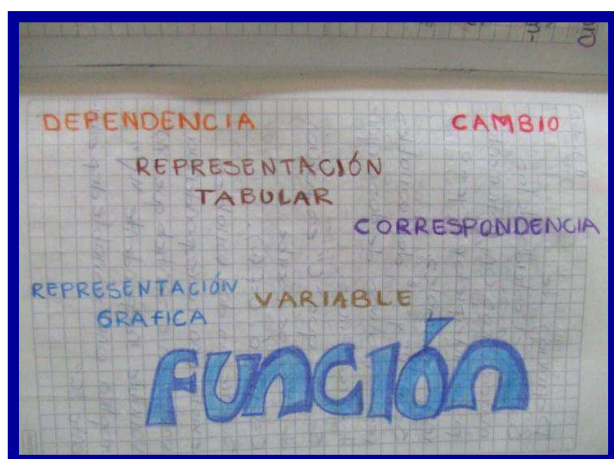 DEPENDENCIA
CAMBIO
REPRESENTACIÓN
TABULAR
CORRESPONDENCIA
REPRESENTACIÓN
GRAFICA
VARIABLE
FUNCIÓN